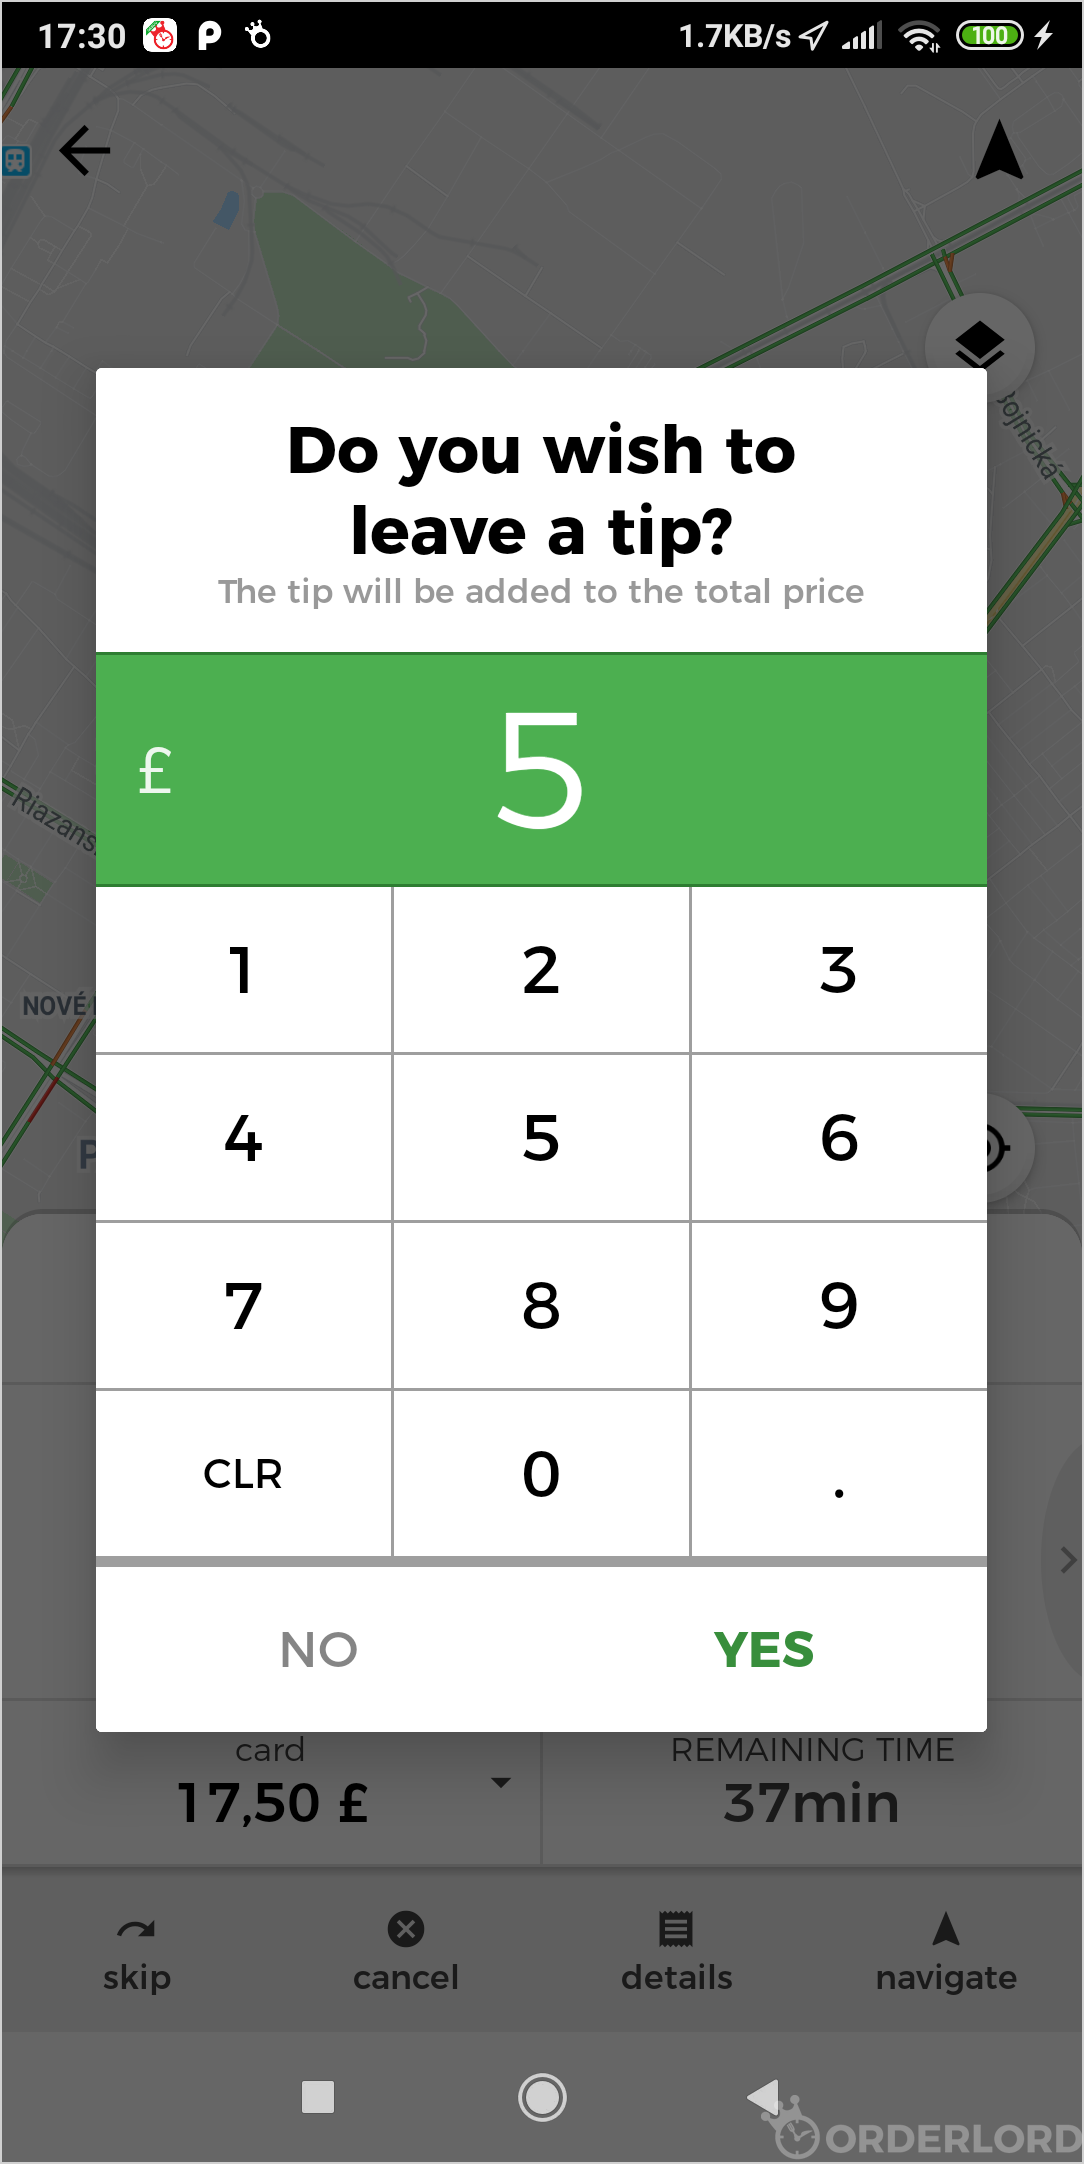 17:30
1.7KB/s
100
Do you wish to
leave a tip?
The tip will be added to the total price
£ 5
1 2 3
4 5 6
7 8 9
CLR 0 .
NO YES
NOVÉ
card
17,50 £
REMAINING TIME
37min
skip cancel details navigate
ORDERLORD